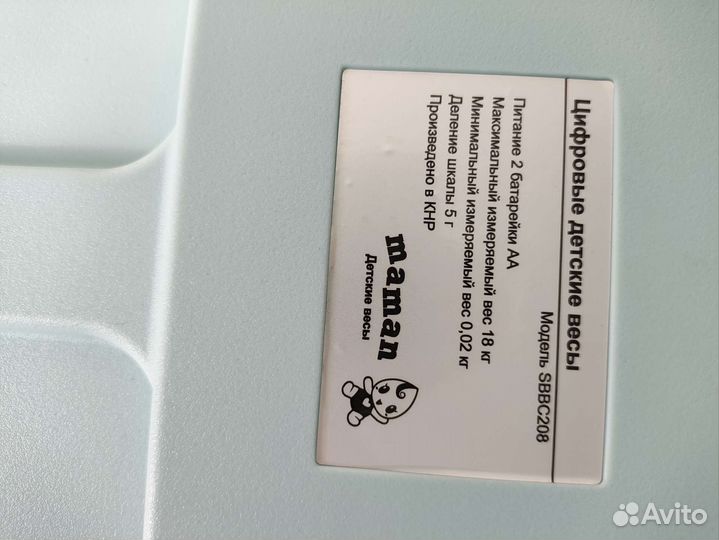 Цифровые детские весы
Модель SBBC208
Питание 2 батарейки АА
Максимальный измеряемый вес 18 кг
Минимальный измеряемый вес 0,02 кг
Деление шкалы 5 г
Произведено в КНР
maman
Детские весы
Avito